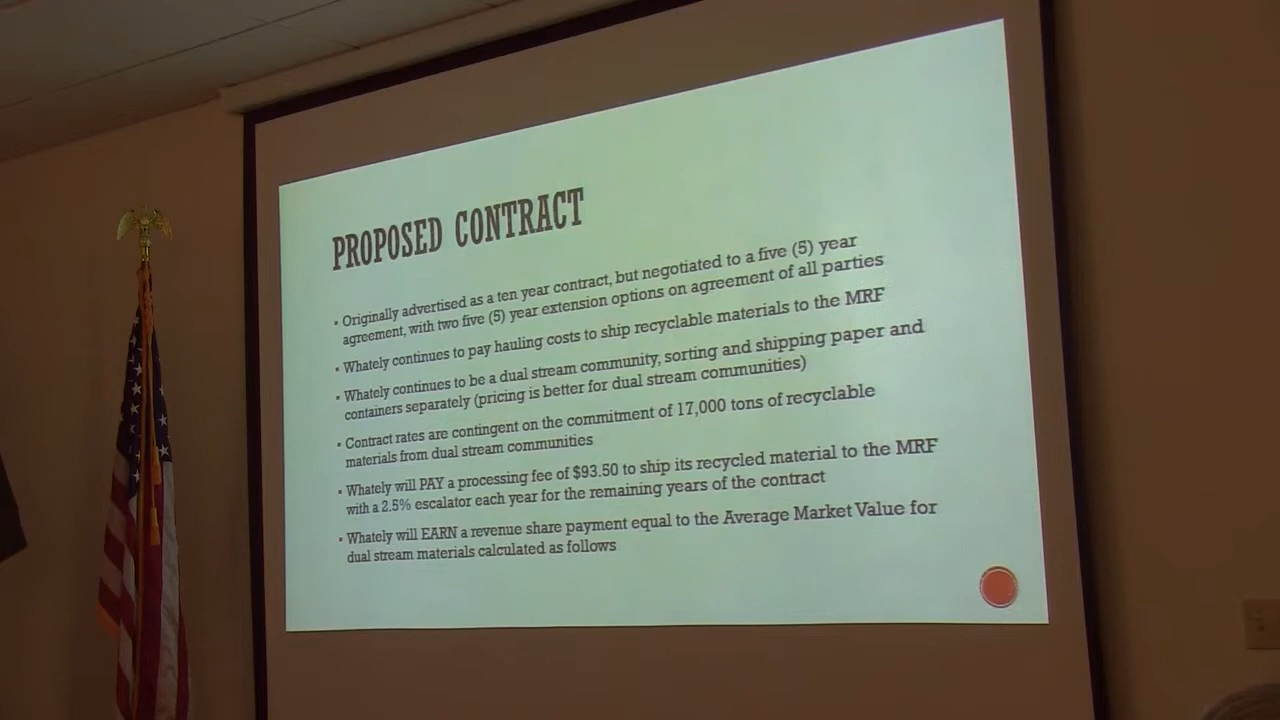 PROPOSED CONTRACT
▪ Originally advertised as a ten year contract, but negotiated to a five (5) year
agreement, with two five (5) year extension options on agreement of all parties
▪ Whately continues to pay hauling costs to ship recyclable materials to the MRF
▪ Whately continues to be a dual stream community, sorting and shipping paper and
containers separately (pricing is better for dual stream communities)
▪ Contract rates are contingent on the commitment of 17,000 tons of recyclable
materials from dual stream communities
▪ Whately will PAY a processing fee of $93.50 to ship its recycled material to the MRF
with a 2.5% escalator each year for the remaining years of the contract
▪ Whately will EARN a revenue share payment equal to the Average Market Value for
dual stream materials calculated as follows